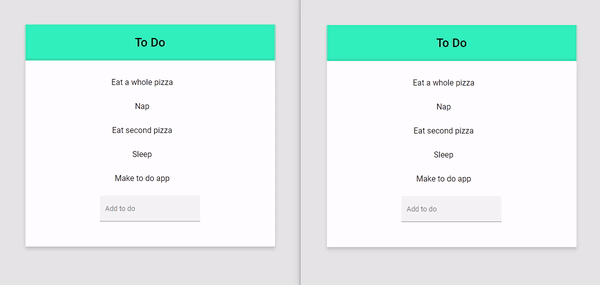 To Do
Eat a whole pizza
Nap
Eat second pizza
Sleep
Make to do app
Add to do
To Do
Eat a whole pizza
Nap
Eat second pizza
Sleep
Make to do app
Add to do